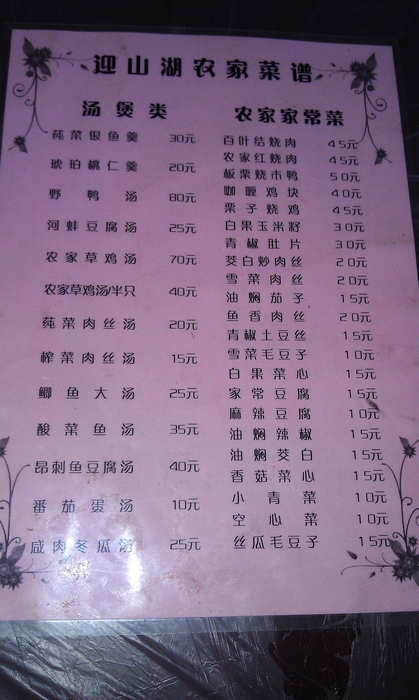 迎山湖农家菜谱
汤煲类
莼菜银鱼羹 30元
琥珀桃仁羹 20元
野鸭汤 80元
河蚌豆腐汤 25元
农家草鸡汤 70元
农家草鸡汤/半只 40元
莼菜肉丝汤 20元
榨菜肉丝汤 15元
鲫鱼大汤 25元
酸菜鱼汤 35元
昂刺鱼豆腐汤 40元
番茄蛋汤 10元
咸肉冬瓜汤 25元
农家家常菜
百叶结烧肉 45元
农家红烧肉 45元
板栗烧市鸭 50元
咖喱鸡块 40元
栗子烧鸡 45元
白果玉米籽 30元
青椒肚片 30元
茭白炒肉丝 20元
雪菜肉丝 20元
油焖茄子 15元
鱼香肉丝 20元
青椒土豆丝 15元
雪菜毛豆子 10元
白果菜心 15元
家常豆腐 15元
麻辣豆腐 10元
油焖辣椒 15元
油焖茭白 15元
香菇菜心 15元
小青菜 10元
空心菜 10元
丝瓜毛豆子 15元